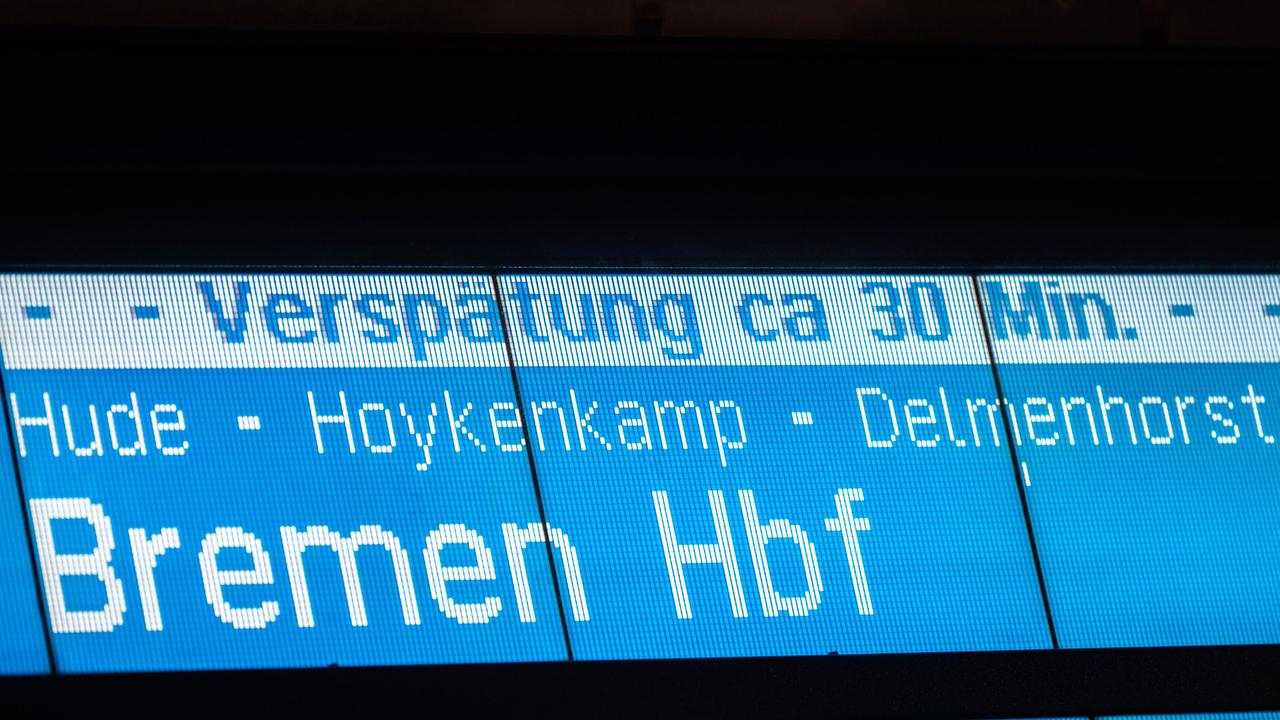 - - Verspätung ca 30 Min. - -
Hude - Hoykenkamp - Delmenhorst
Bremen Hbf